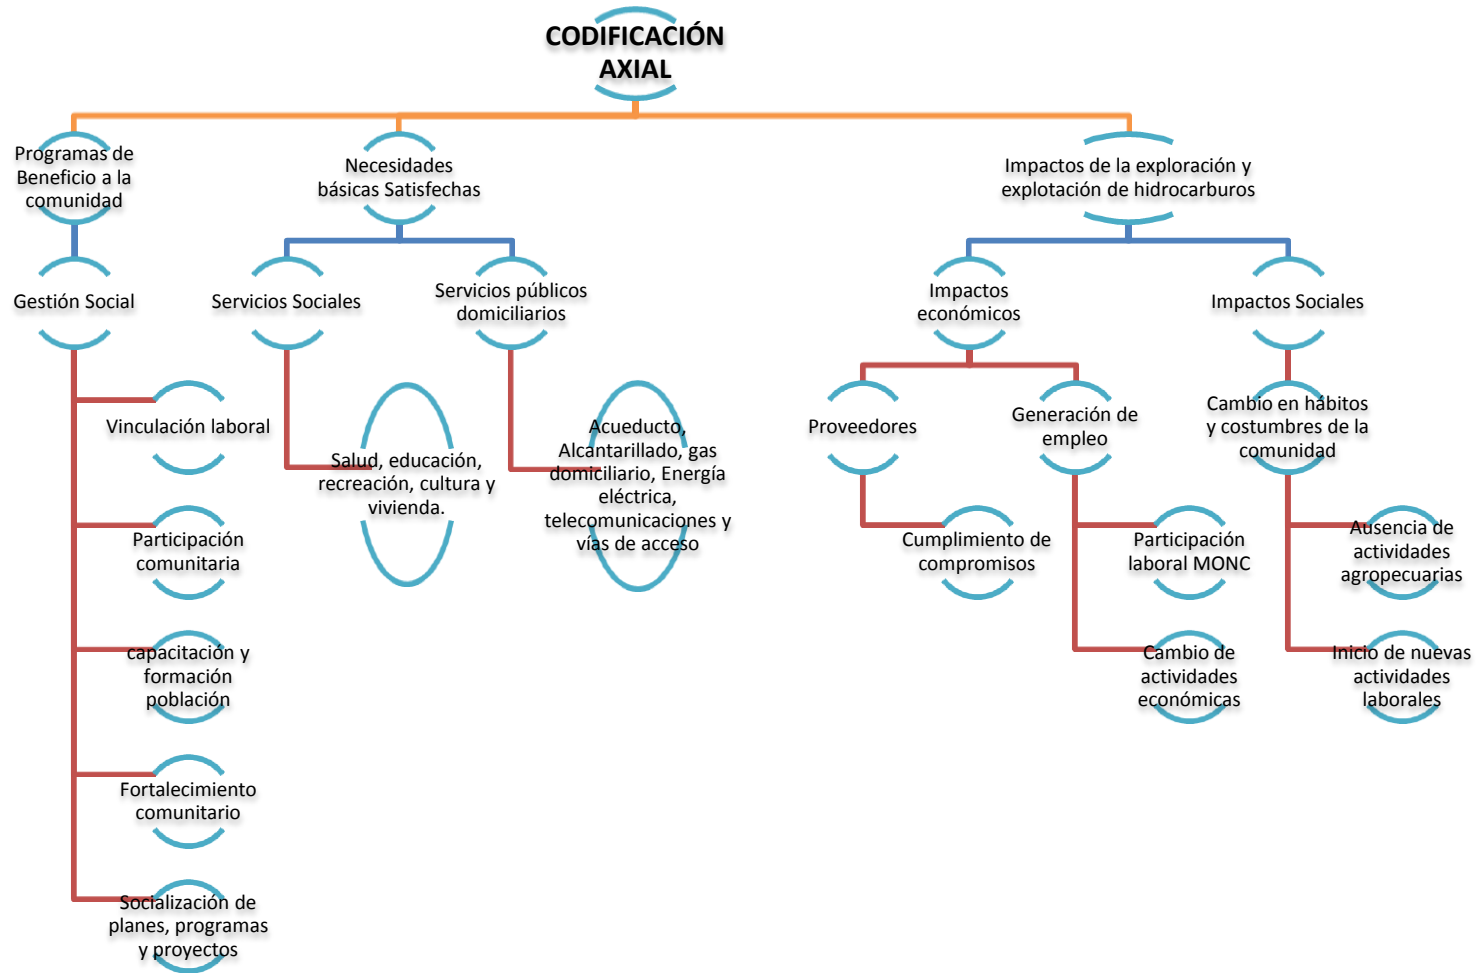 CODIFICACIÓN
AXIAL
Programas de
Beneficio a la
comunidad
Necesidades
básicas Satisfechas
Impactos de la exploración y
explotación de hidrocarburos
Gestión Social
Servicios Sociales
Servicios públicos
domiciliarios
Impactos
económicos
Impactos Sociales
Vinculación laboral
Salud, educación,
recreación, cultura y
vivienda.
Acueducto,
Alcantarillado, gas
domiciliario, Energía
eléctrica,
telecomunicaciones y
vías de acceso
Proveedores
Generación de
empleo
Cambio en hábitos
y costumbres de la
comunidad
Participación
comunitaria
Cumplimiento de
compromisos
Participación
laboral MONC
Ausencia de
actividades
agropecuarias
capacitación y
formación
población
Cambio de
actividades
económicas
Inicio de nuevas
actividades
laborales
Fortalecimiento
comunitario
Socialización de
planes, programas
y proyectos